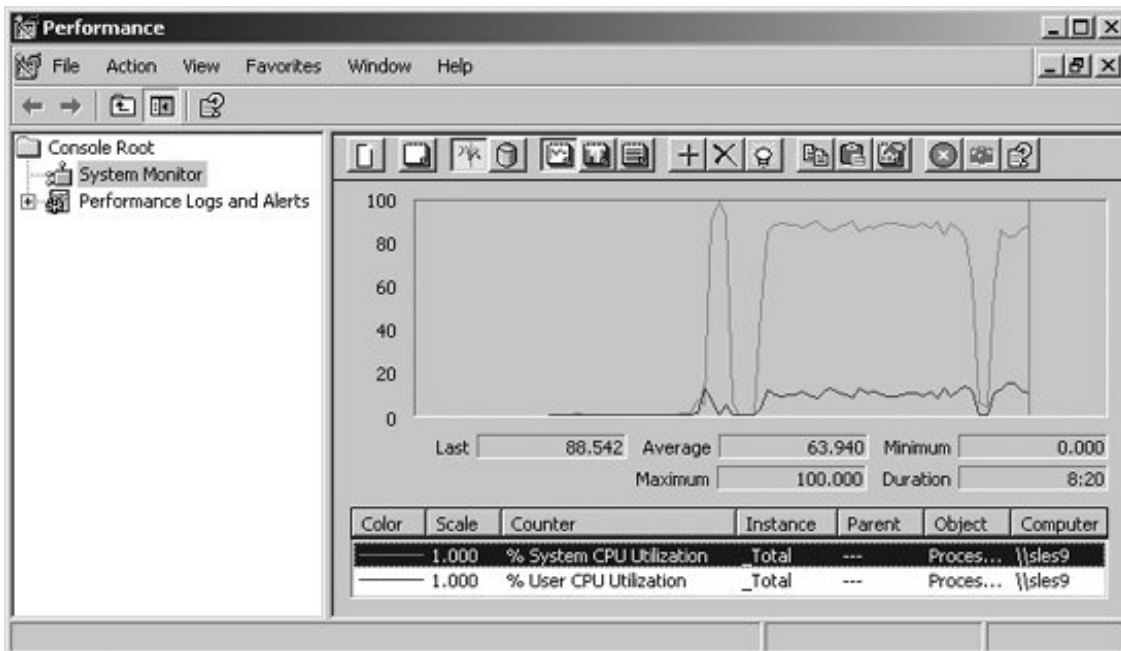 Performance
File Action View Favorites Window Help
Console Root
System Monitor
Performance Logs and Alerts
100
80
60
40
20
0
Last 88.542 Average 63.940 Minimum 0.000
Maximum 100.000 Duration 8:20
Color Scale Counter Instance Parent Object Computer
1.000 % System CPU Utilization _Total --- Proces... \\sles9
1.000 % User CPU Utilization _Total --- Proces... \\sles9